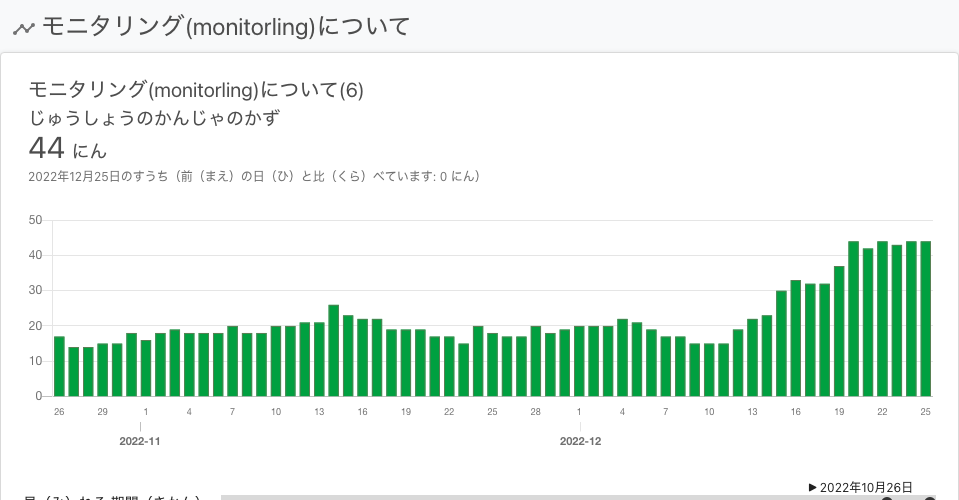 モニタリング(monitorling)について
モニタリング(monitorling)について(6)
じゅうしょうのかんじゃのかず
44 にん
2022年12月25日のすうち（前（まえ）の日（ひ）と比（くら）べています: 0 にん）
50
40
30
20
10
0
26 29 1 4 7 10 13 16 19 22 25 28 1 4 7 10 13 16 19 22 25
2022-11 2022-12
▶ 2022年10月26日